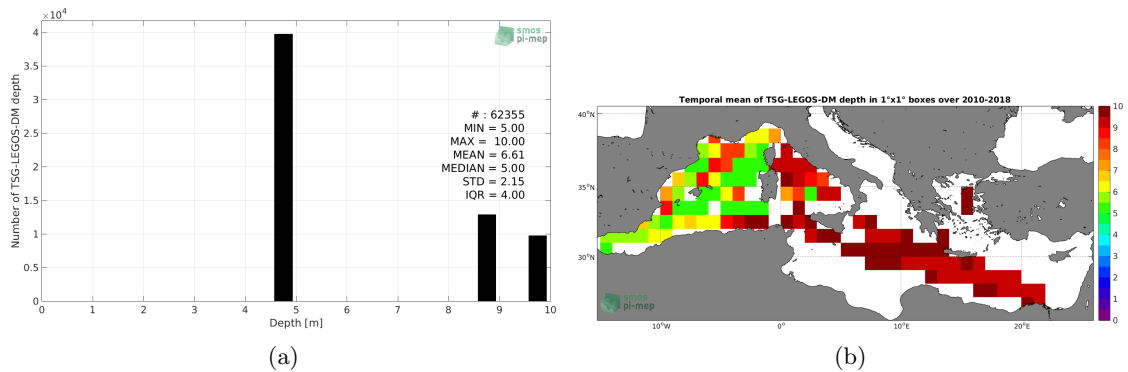 ×10⁴
smos
pi-mep
4
3.5
3
2.5
2
1.5
1
0.5
0
Number of TSG-LEGOS-DM depth
# : 62355
MIN = 5.00
MAX = 10.00
MEAN = 6.61
MEDIAN = 5.00
STD = 2.15
IQR = 4.00
0 1 2 3 4 5 6 7 8 9 10
Depth [m]
(a)
Temporal mean of TSG-LEGOS-DM depth in 1°x1° boxes over 2010-2018
40°N
35°N
30°N
10°W 0° 10°E 20°E
smos
pi-mep
10
9
8
7
6
5
4
3
2
1
0
(b)